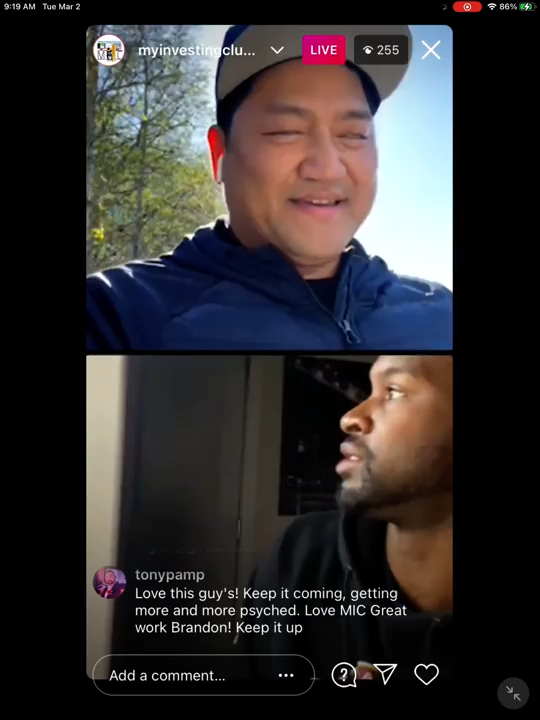 9:19 AM Tue Mar 2
86%
myinvestingclu...
LIVE
255
tonypamp
Love this guy's! Keep it coming, getting
more and more psyched. Love MIC Great
work Brandon! Keep it up
Add a comment...